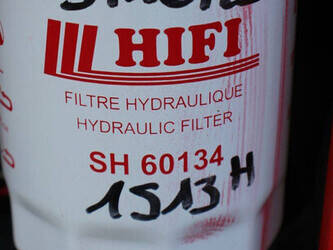 HIFI
FILTRE HYDRAULIQUE
HYDRAULIC FILTER
SH 60134
1513 H